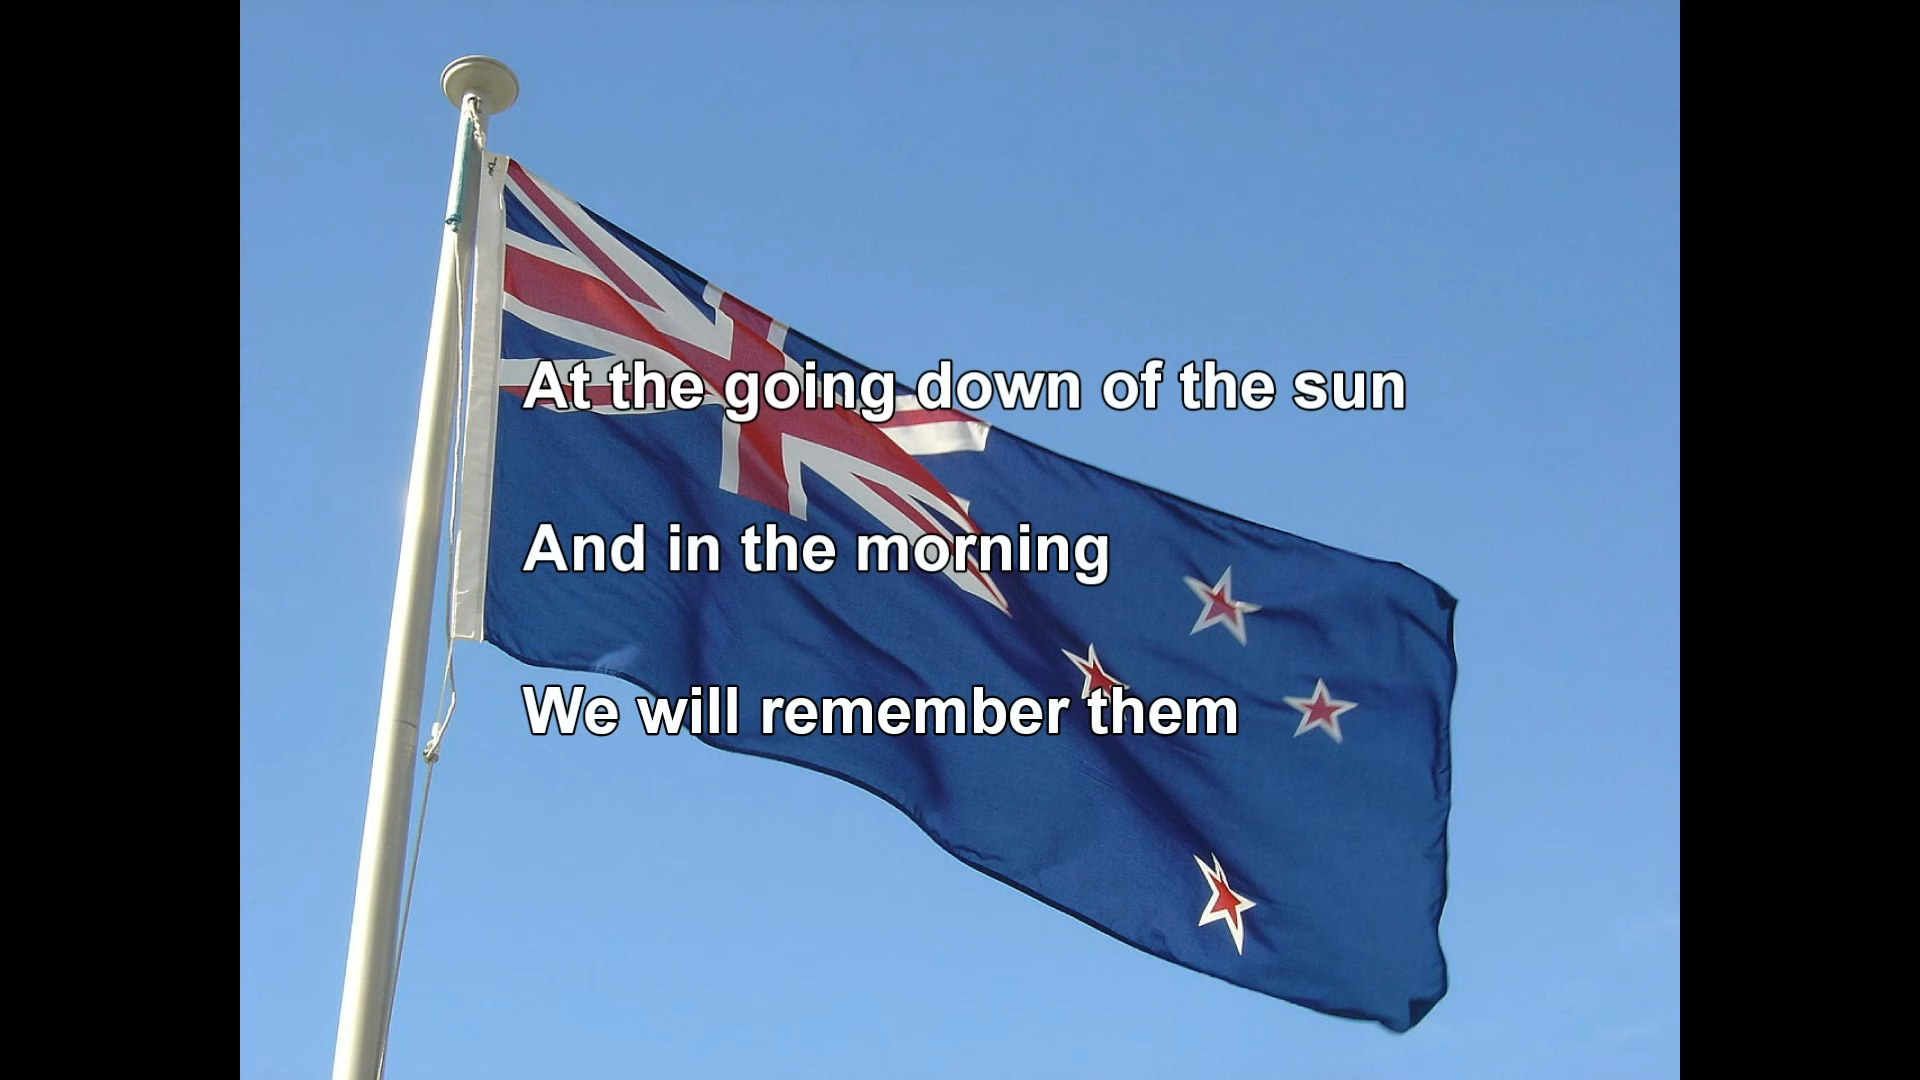 At the going down of the sun
And in the morning
We will remember them